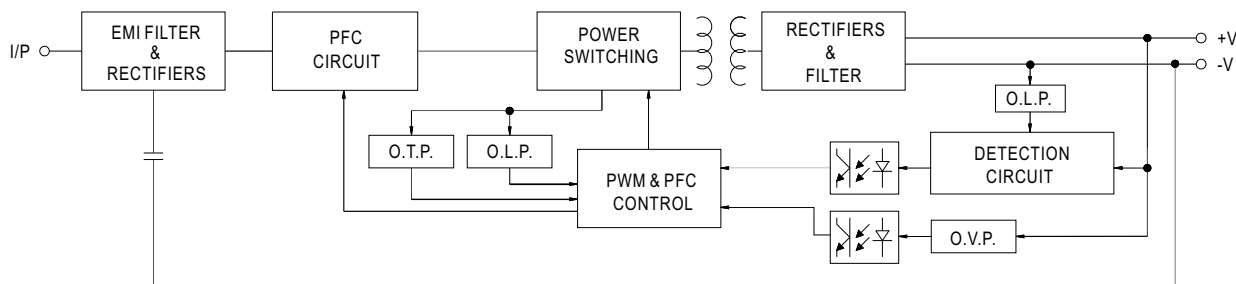 I/P
EMI FILTER
&
RECTIFIERS
PFC
CIRCUIT
POWER
SWITCHING
RECTIFIERS
&
FILTER
+V
-V
O.L.P.
O.T.P.
O.L.P.
PWM & PFC
CONTROL
DETECTION
CIRCUIT
O.V.P.